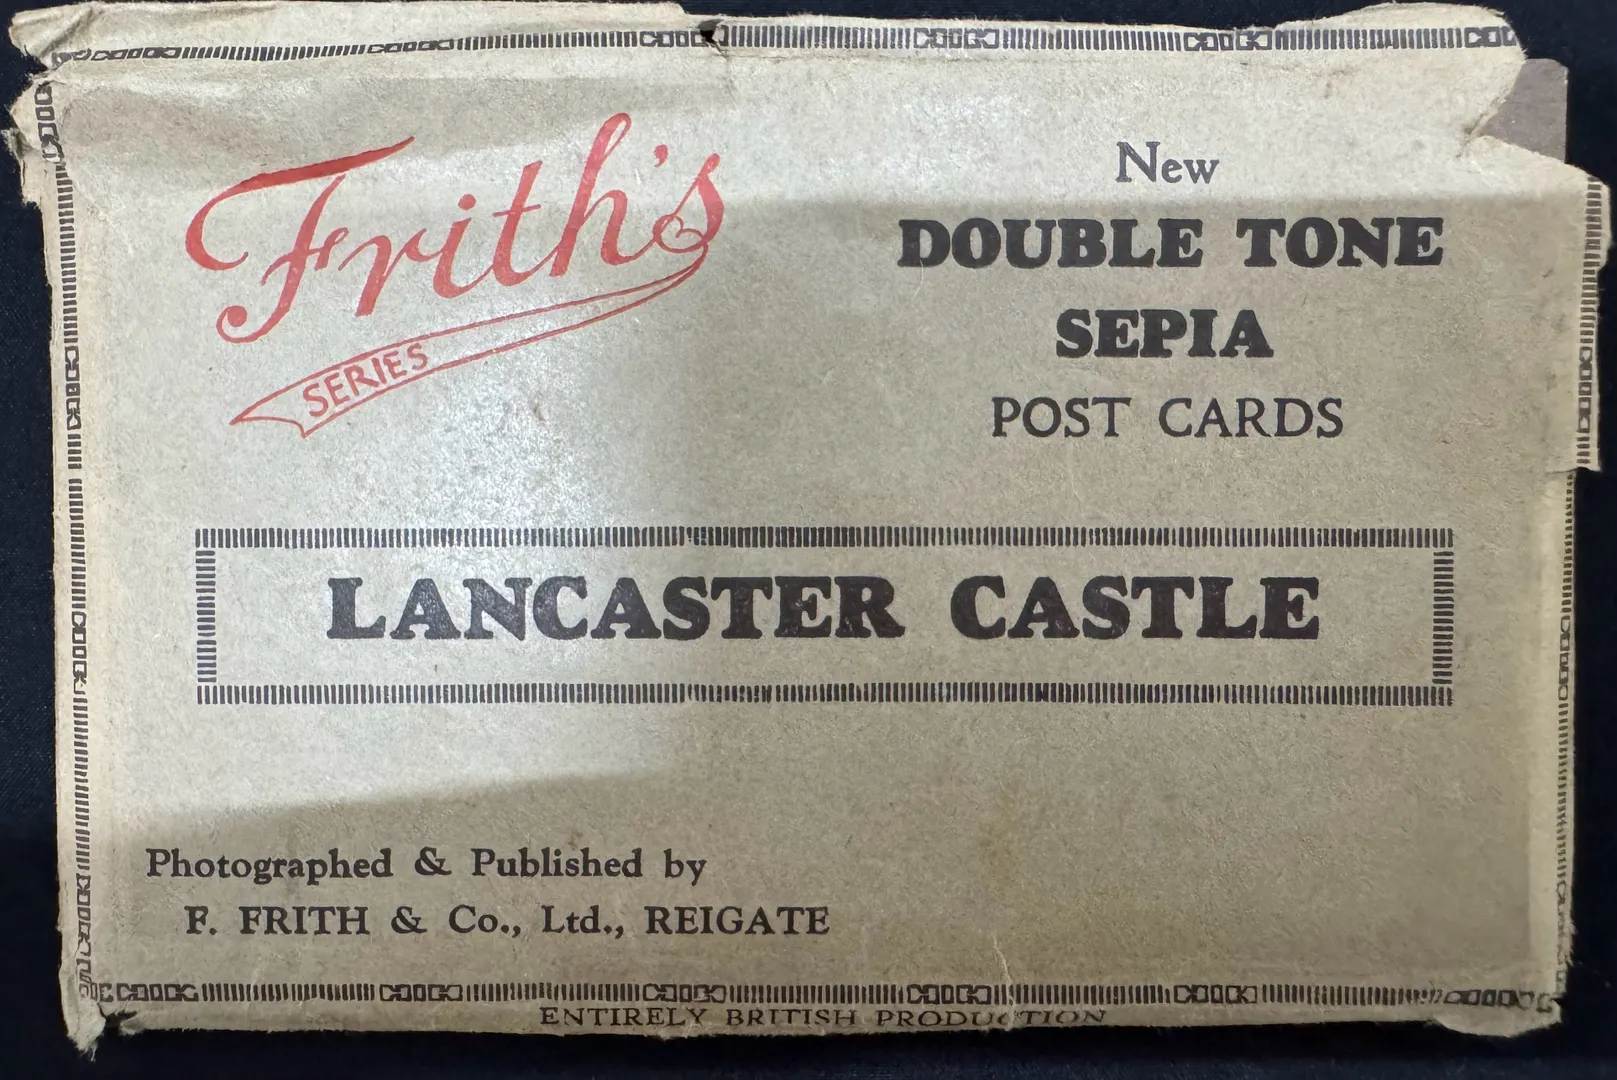 Frith's
SERIES
New
DOUBLE TONE
SEPIA
POST CARDS
LANCASTER CASTLE
Photographed & Published by
F. FRITH & Co., Ltd., REIGATE
ENTIRELY BRITISH PRODUCTION